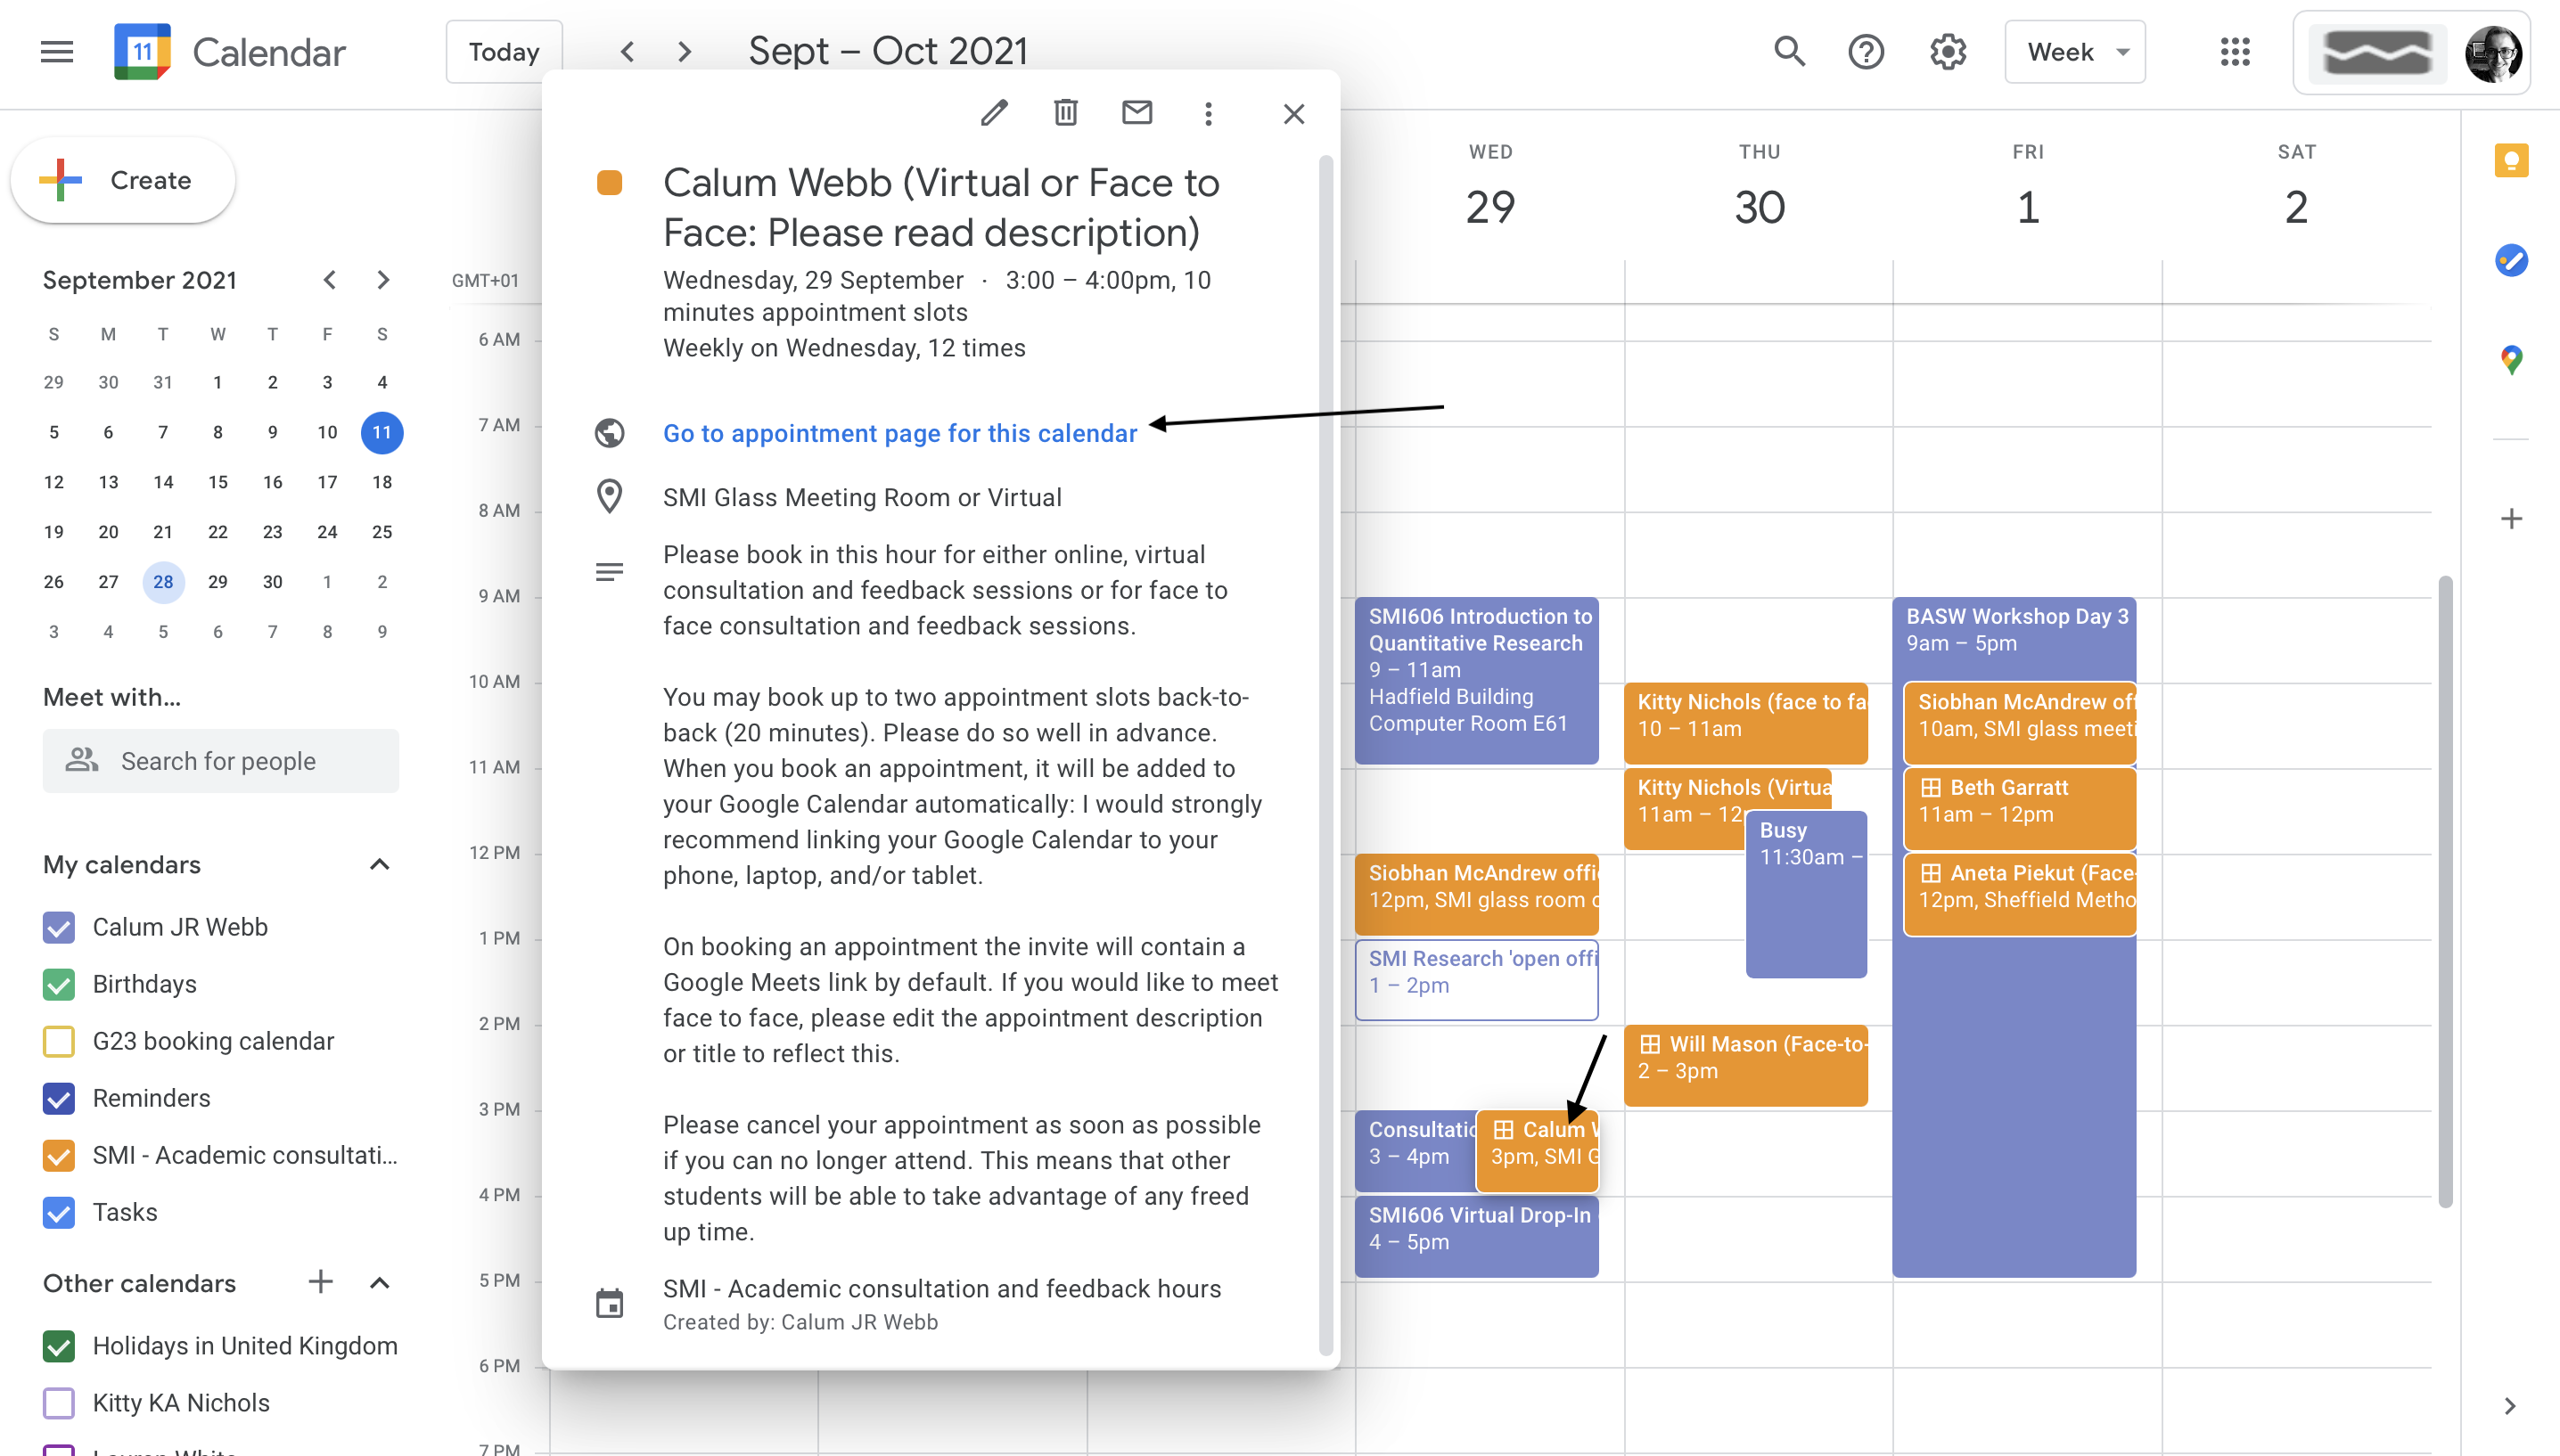 11
Calendar
Today
Sept – Oct 2021
Week
Create
September 2021
S M T W T F S
29 30 31 1 2 3 4
5 6 7 8 9 10 11
12 13 14 15 16 17 18
19 20 21 22 23 24 25
26 27 28 29 30 1 2
3 4 5 6 7 8 9
Meet with...
Search for people
My calendars
Calum JR Webb
Birthdays
G23 booking calendar
Reminders
SMI - Academic consultati...
Tasks
Other calendars
Holidays in United Kingdom
Kitty KA Nichols
GMT+01
6 AM
7 AM
8 AM
9 AM
10 AM
11 AM
12 PM
1 PM
2 PM
3 PM
4 PM
5 PM
6 PM
7 PM
Calum Webb (Virtual or Face to
Face: Please read description)
Wednesday, 29 September · 3:00 – 4:00pm, 10
minutes appointment slots
Weekly on Wednesday, 12 times
Go to appointment page for this calendar
SMI Glass Meeting Room or Virtual
Please book in this hour for either online, virtual
consultation and feedback sessions or for face to
face consultation and feedback sessions.
You may book up to two appointment slots back-to-
back (20 minutes). Please do so well in advance.
When you book an appointment, it will be added to
your Google Calendar automatically: I would strongly
recommend linking your Google Calendar to your
phone, laptop, and/or tablet.
On booking an appointment the invite will contain a
Google Meets link by default. If you would like to meet
face to face, please edit the appointment description
or title to reflect this.
Please cancel your appointment as soon as possible
if you can no longer attend. This means that other
students will be able to take advantage of any freed
up time.
SMI - Academic consultation and feedback hours
Created by: Calum JR Webb
WED
29
THU
30
FRI
1
SAT
2
SMI606 Introduction to
Quantitative Research
9 – 11am
Hadfield Building
Computer Room E61
Siobhan McAndrew offi
12pm, SMI glass room o
SMI Research 'open offi
1 – 2pm
Consultatio
3 – 4pm
Calum W
3pm, SMI G
SMI606 Virtual Drop-In
4 – 5pm
Kitty Nichols (face to fa
10 – 11am
Kitty Nichols (Virtua
11am – 12p
Busy
11:30am –
Will Mason (Face-to-
2 – 3pm
BASW Workshop Day 3
9am – 5pm
Siobhan McAndrew off
10am, SMI glass meeti
Beth Garratt
11am – 12pm
Aneta Piekut (Face-
12pm, Sheffield Metho